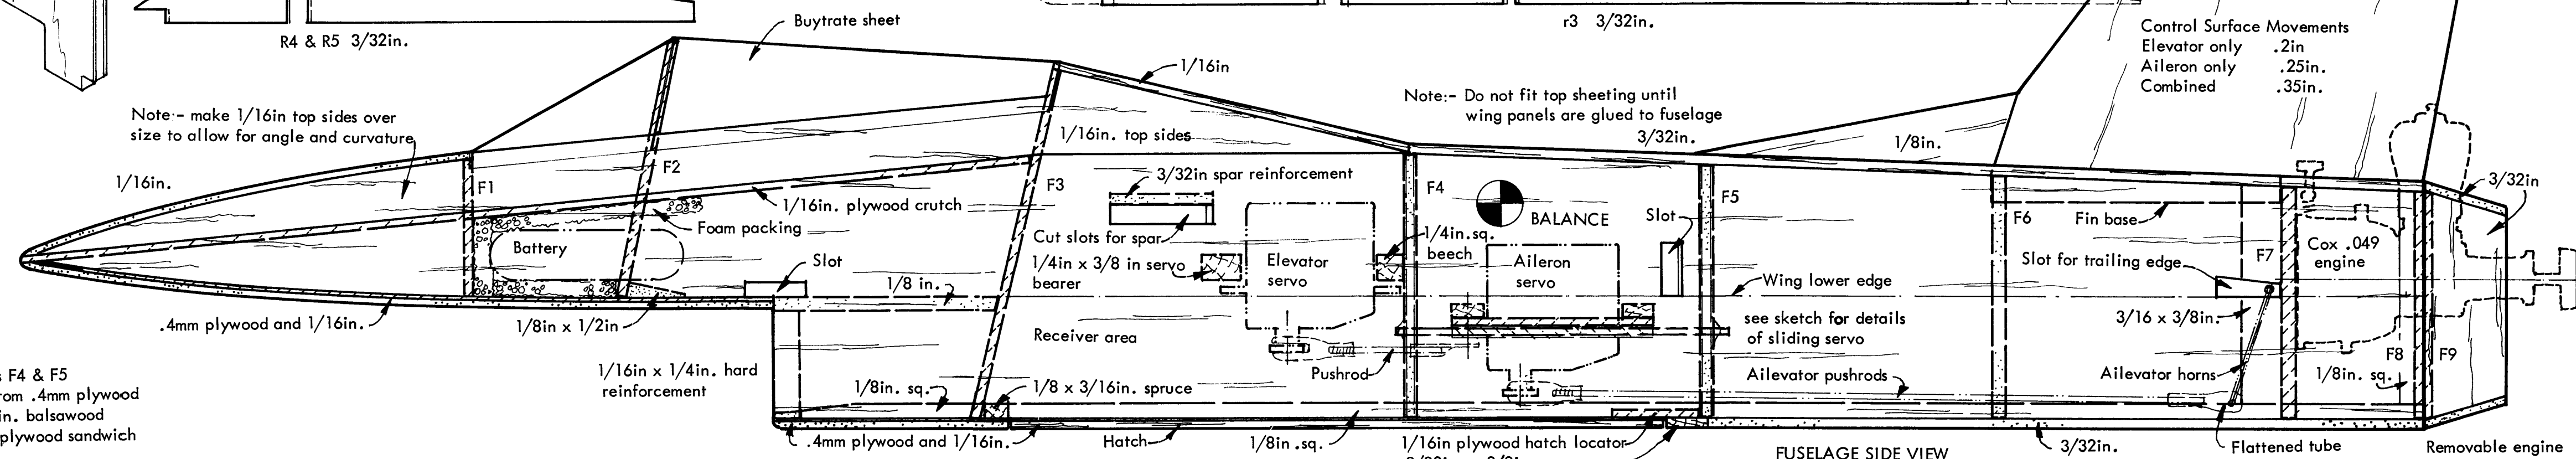 Buytrate sheet
R4 & R5 3/32in.
r3 3/32in.
Control Surface Movements
Elevator only .2in
Aileron only .25in.
Combined .35in.
1/16in
Note:- Do not fit top sheeting until
wing panels are glued to fuselage
3/32in.
1/8in.
Note:- make 1/16in top sides over
size to allow for angle and curvature
1/16in. top sides
1/16in.
F1
F2
F3
3/32in spar reinforcement
F4
F5
F6
3/32in
1/16in. plywood crutch
Foam packing
Battery
Slot
Cut slots for spar
1/4in x 3/8 in servo
bearer
Elevator
servo
1/4in.sq.
beech
BALANCE
Slot
Aileron
servo
Fin base
Slot for trailing edge
F7
Cox .049
engine
1/8 in.
Wing lower edge
.4mm plywood and 1/16in.
1/8in x 1/2in
Receiver area
see sketch for details
of sliding servo
3/16 x 3/8in.
1/16in x 1/4in. hard
reinforcement
Pushrod
Ailevator pushrods
Ailevator horns
F8
F9
1/8in. sq.
F4 & F5
.4mm plywood
in. balsawood
plywood sandwich
1/8in. sq.
1/8 x 3/16in. spruce
.4mm plywood and 1/16in.
Hatch
1/8in .sq.
1/16in plywood hatch locator
FUSELAGE SIDE VIEW
3/32in.
Flattened tube
Removable engine